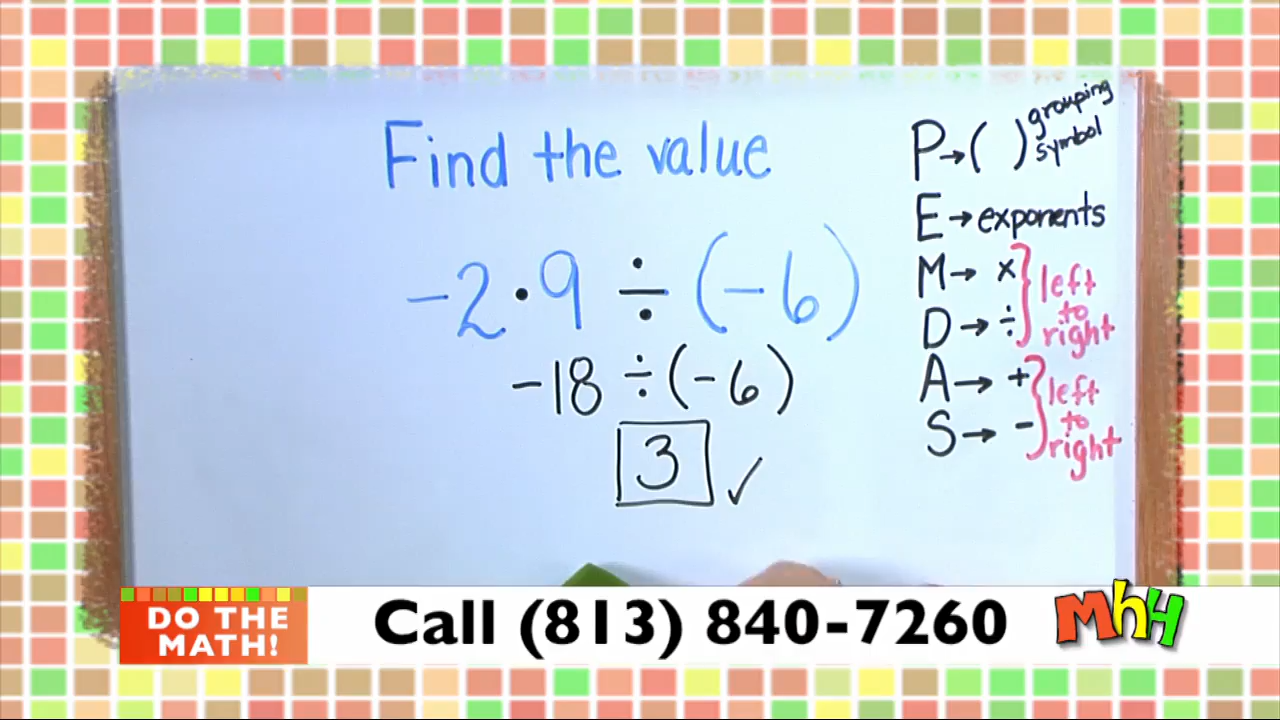 Find the value
-2 · 9 ÷ (-6)
-18 ÷ (-6)
3 ✓
P → ( ) grouping
symbol
E → exponents
M → ×
D → ÷
left
to
right
A → +
S → -
left
to
right
DO THE
MATH!
Call (813) 840-7260
Mh4